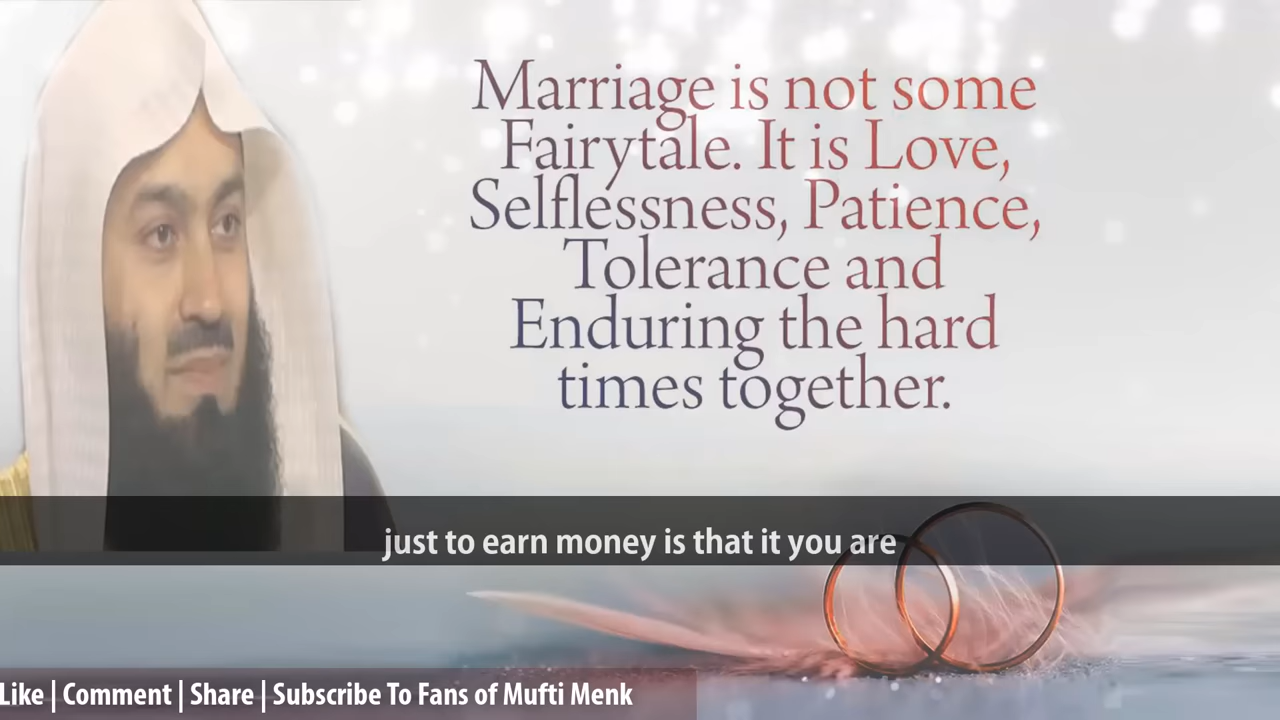 Marriage is not some
Fairytale. It is Love,
Selflessness, Patience,
Tolerance and
Enduring the hard
times together.
just to earn money is that it you are
Like | Comment | Share | Subscribe To Fans of Mufti Menk